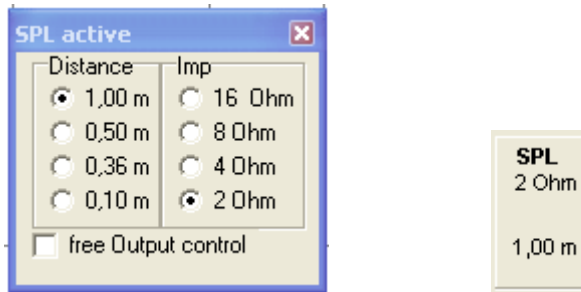 SPL active
Distance Imp
1,00 m 16 Ohm
0,50 m 8 Ohm
0,36 m 4 Ohm
0,10 m 2 Ohm
free Output control
SPL
2 Ohm
1,00 m